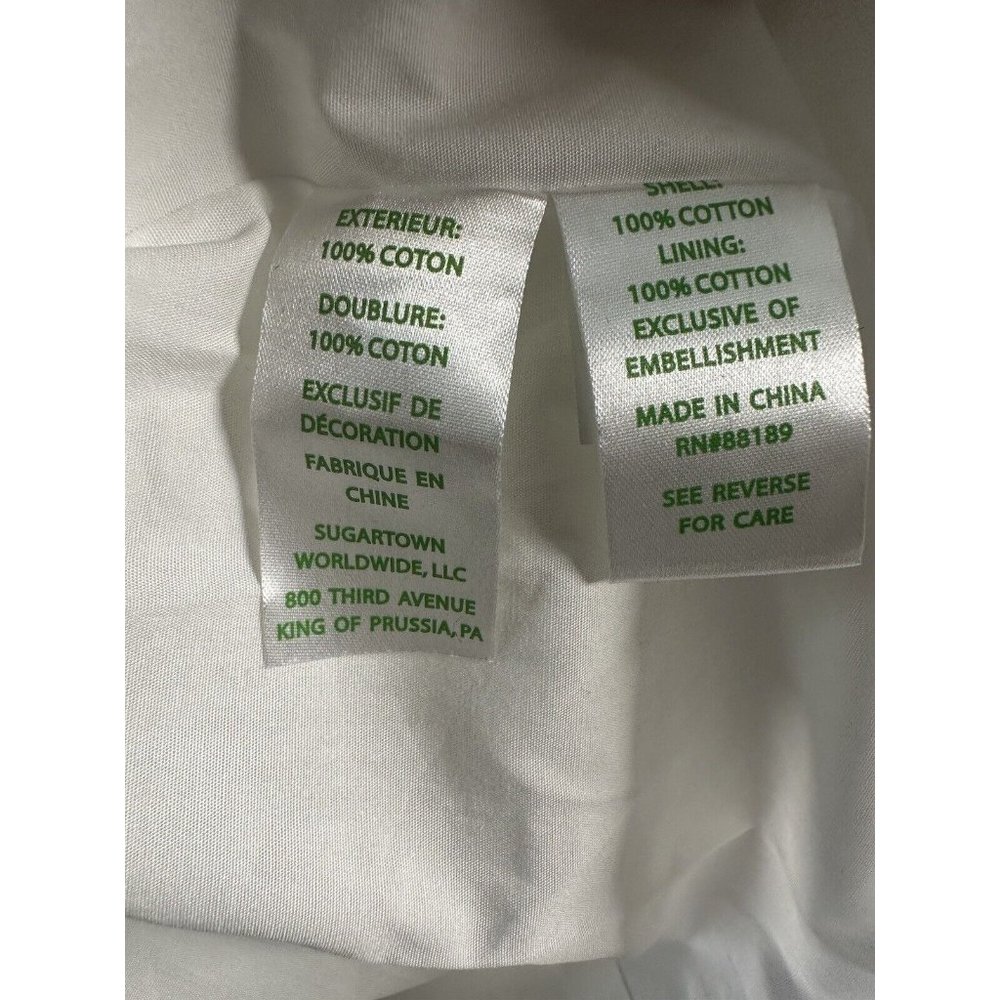 EXTERIEUR:
100% COTON
DOUBLURE:
100% COTON
EXCLUSIF DE
DÉCORATION
FABRIQUE EN
CHINE
SUGARTOWN
WORLDWIDE, LLC
800 THIRD AVENUE
KING OF PRUSSIA, PA
SHELL:
100% COTTON
LINING:
100% COTTON
EXCLUSIVE OF
EMBELLISHMENT
MADE IN CHINA
RN#88189
SEE REVERSE
FOR CARE